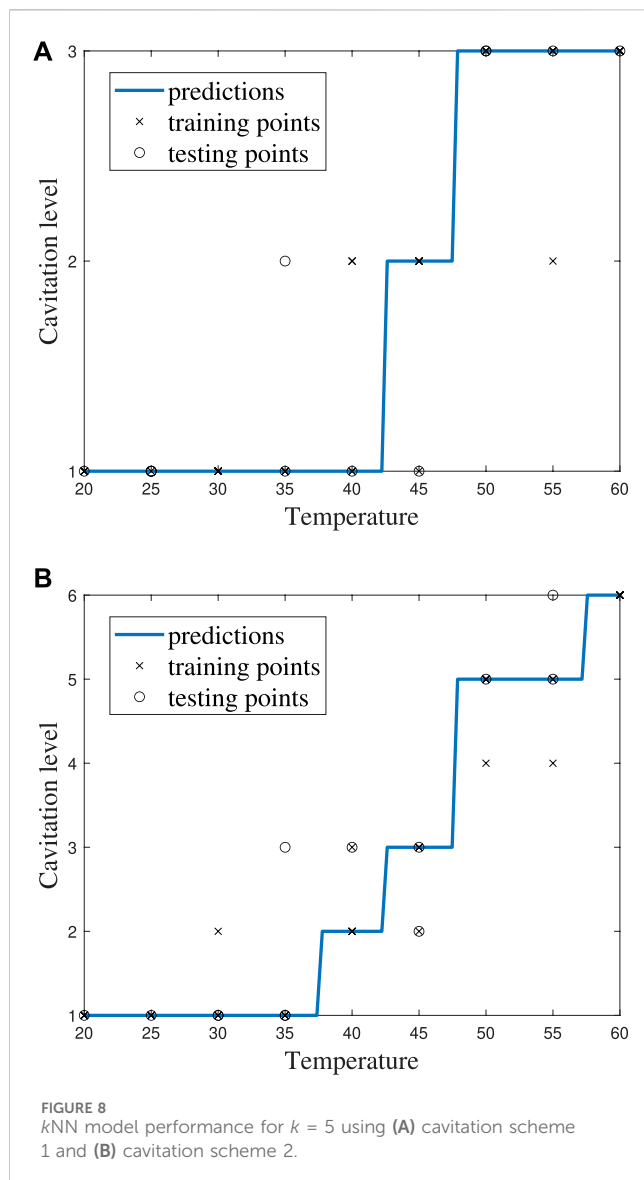 A
3
predictions
training points
testing points
2
1
Cavitation level
20 25 30 35 40 45 50 55 60
Temperature
B
6
predictions
training points
testing points
5
4
3
2
1
Cavitation level
20 25 30 35 40 45 50 55 60
Temperature
FIGURE 8
kNN model performance for k = 5 using (A) cavitation scheme
1 and (B) cavitation scheme 2.